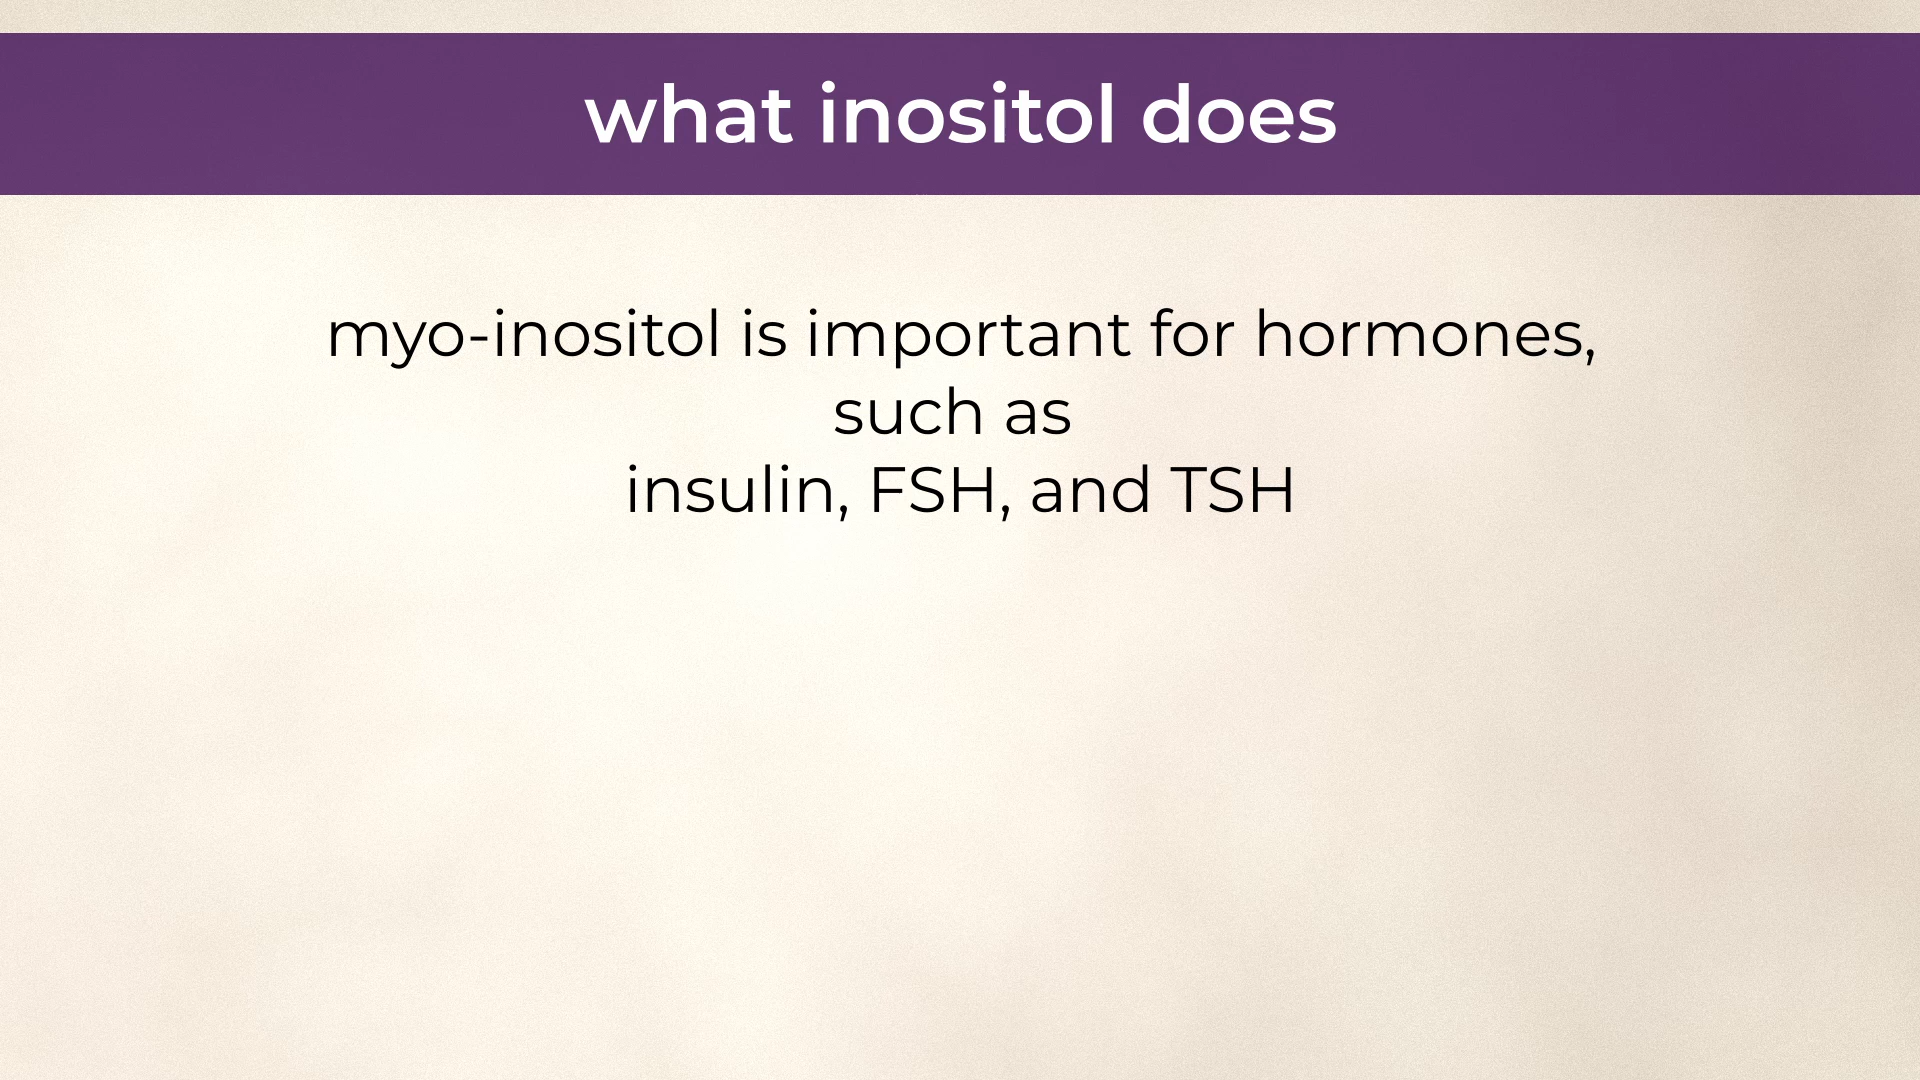 what inositol does
myo-inositol is important for hormones,
such as
insulin, FSH, and TSH